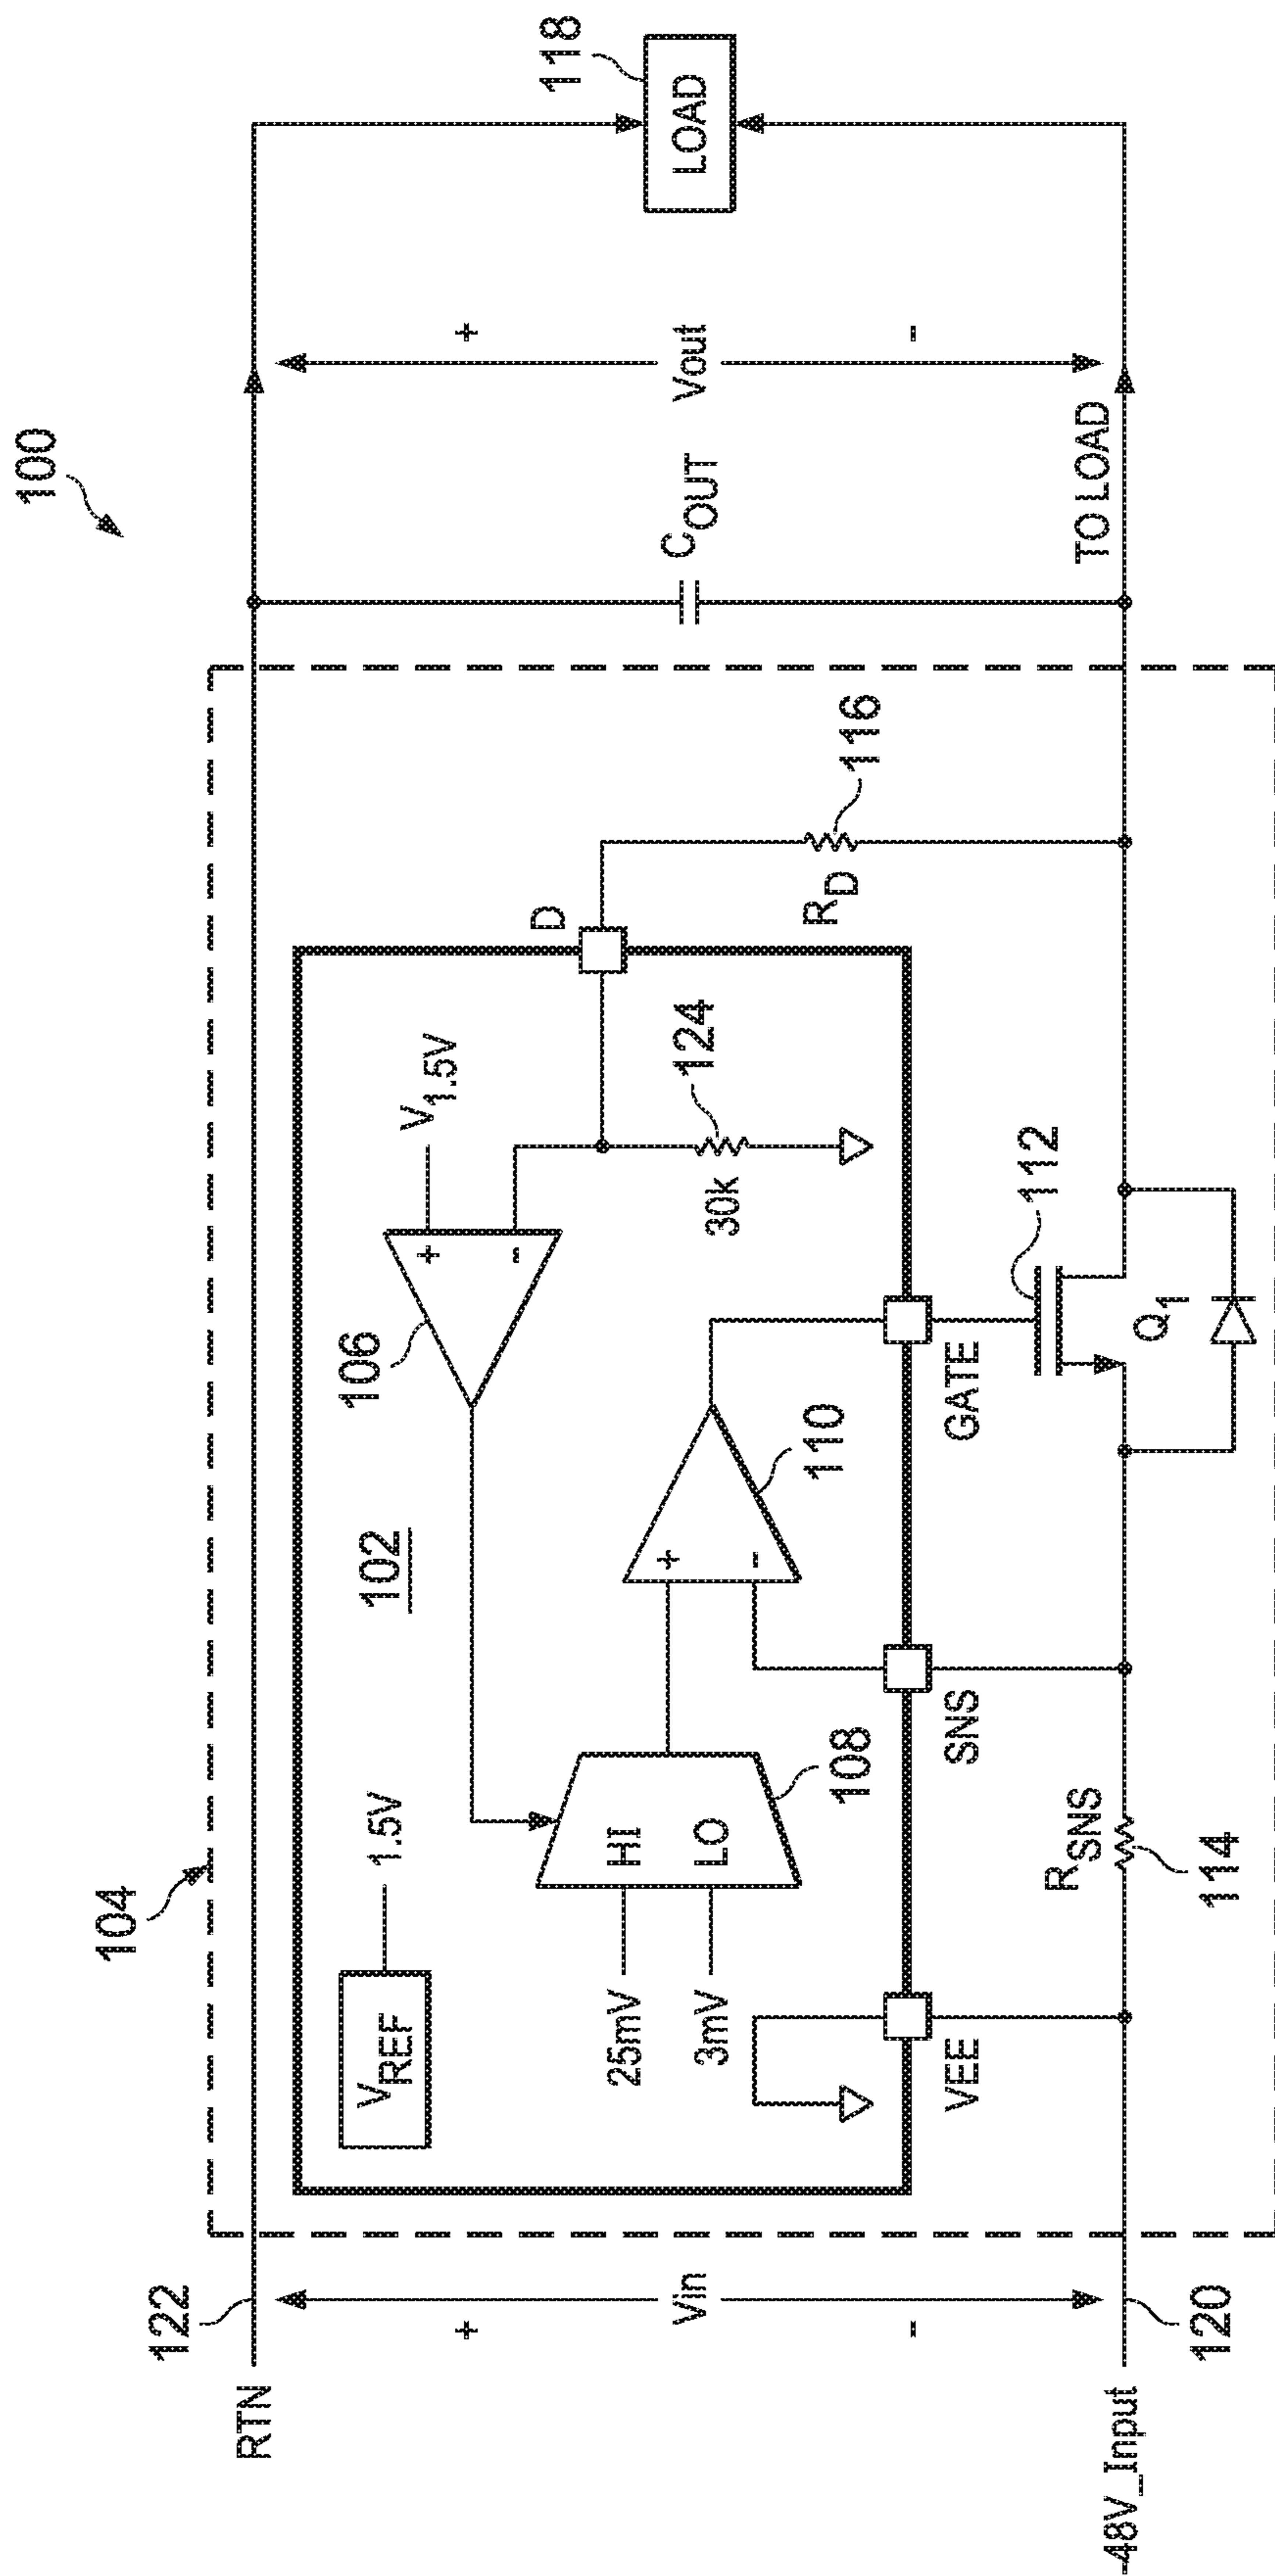 100
104
122
RTN
Vin
+
-
-48V_Input
120
VREF
1.5V
102
106
V1.5V
+
-
25mV
3mV
HI
LO
108
+
-
110
30k
124
D
RD
116
VEE
SNS
GATE
RSNS
114
112
Q1
COUT
Vout
+
-
TO LOAD
LOAD
118